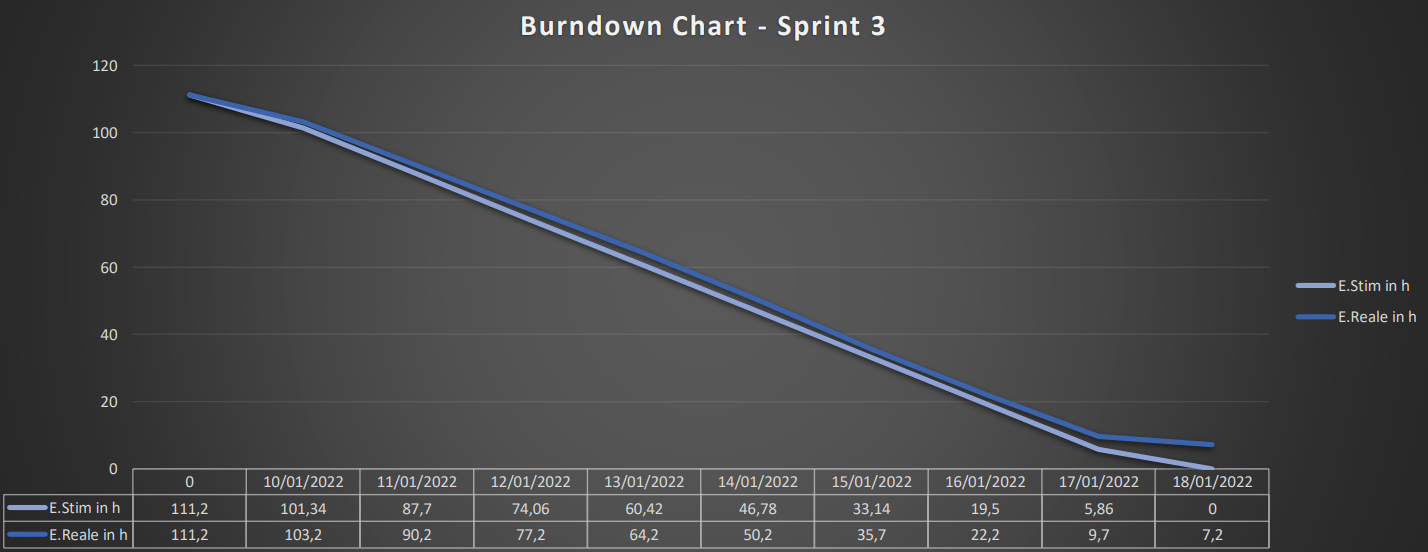 Burndown Chart - Sprint 3
120
100
80
60
40
20
0
E.Stim in h
E.Reale in h
0 10/01/2022 11/01/2022 12/01/2022 13/01/2022 14/01/2022 15/01/2022 16/01/2022 17/01/2022 18/01/2022
E.Stim in h 111,2 101,34 87,7 74,06 60,42 46,78 33,14 19,5 5,86 0
E.Reale in h 111,2 103,2 90,2 77,2 64,2 50,2 35,7 22,2 9,7 7,2